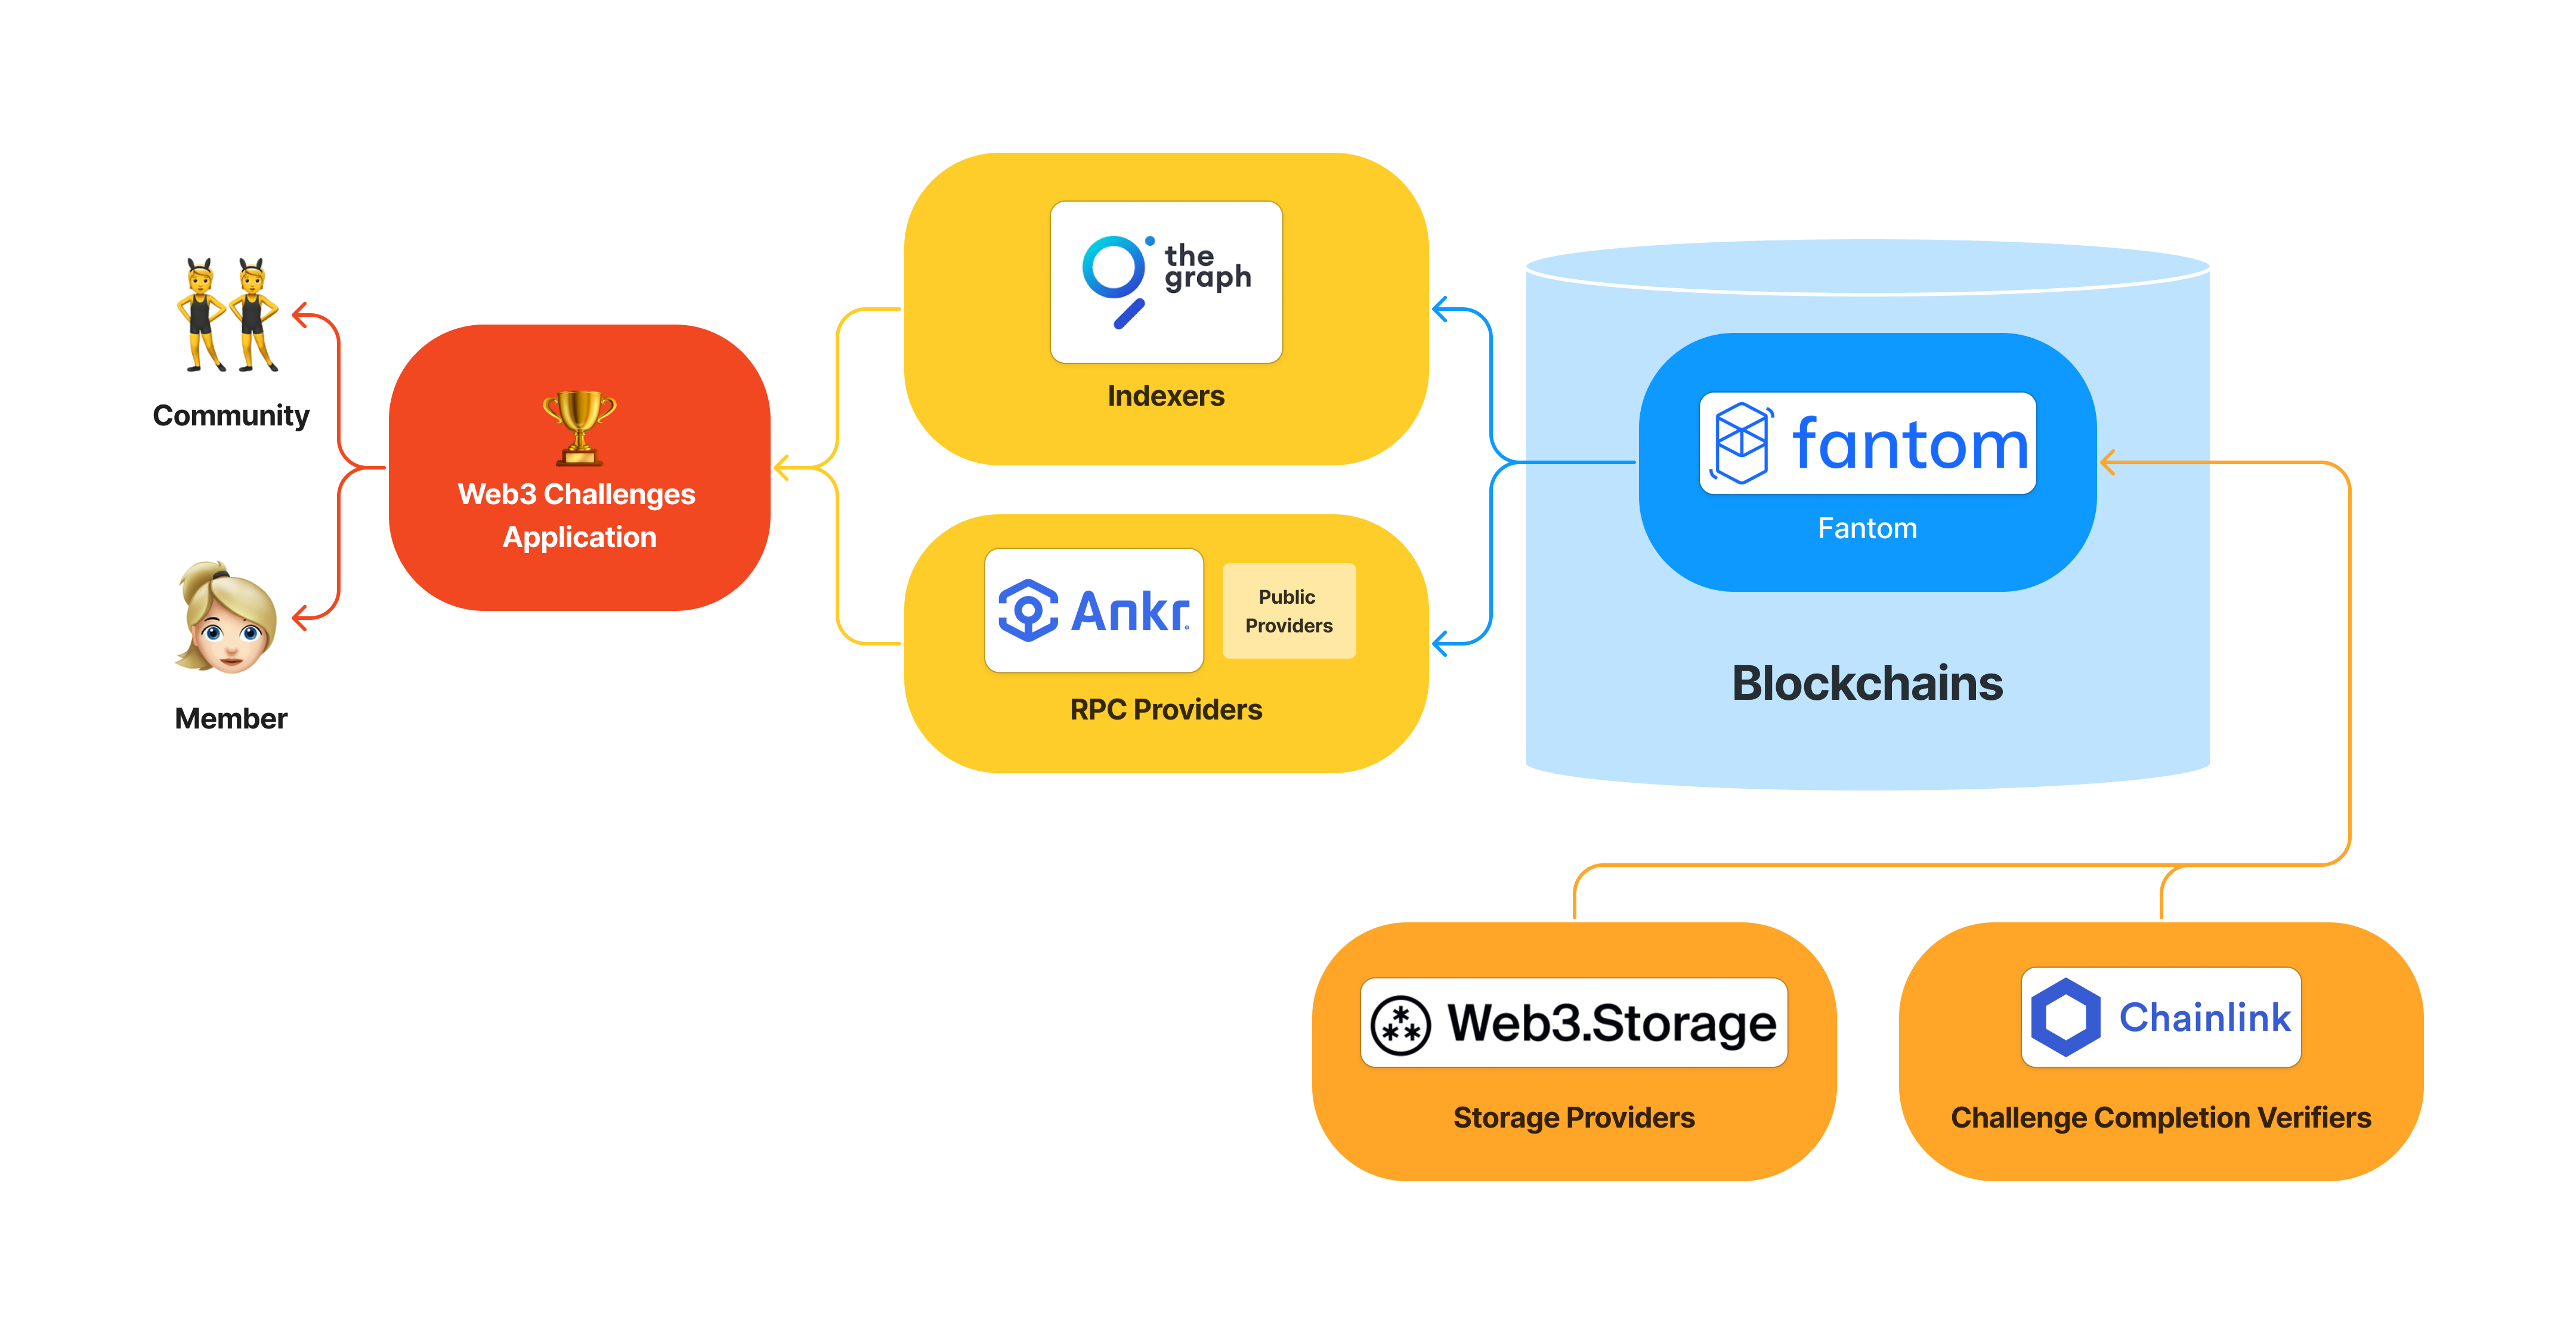 Community
Member
Web3 Challenges
Application
the
graph
Indexers
Ankr
Public
Providers
RPC Providers
fantom
Fantom
Blockchains
Web3.Storage
Storage Providers
Chainlink
Challenge Completion Verifiers